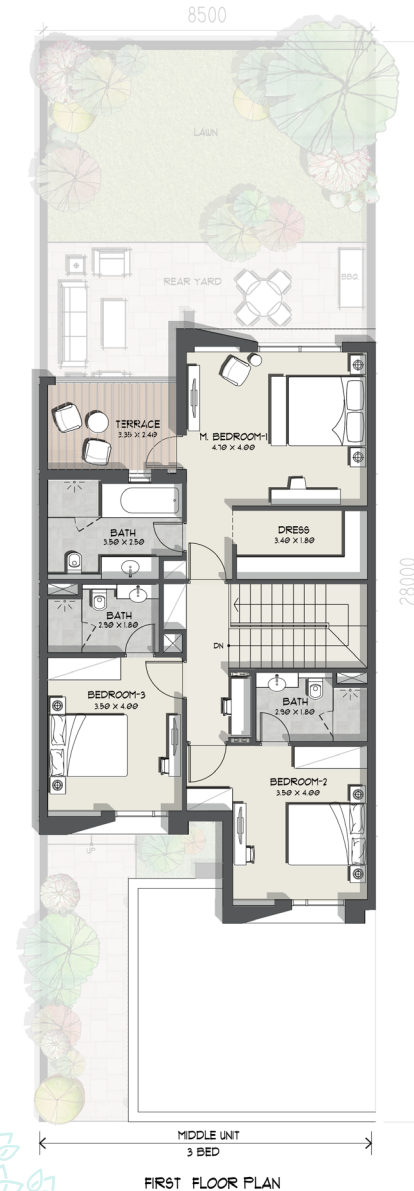 8500
LAWN
REAR YARD
BBQ
TERRACE
3.35 X 2.40
M. BEDROOM-1
4.70 X 4.00
DRESS
3.40 X 1.80
BATH
3.50 X 2.50
28000
BATH
2.50 X 1.80
DN
BEDROOM-3
3.50 X 4.00
BATH
2.50 X 1.80
BEDROOM-2
3.50 X 4.00
UP
MIDDLE UNIT
3 BED
FIRST FLOOR PLAN